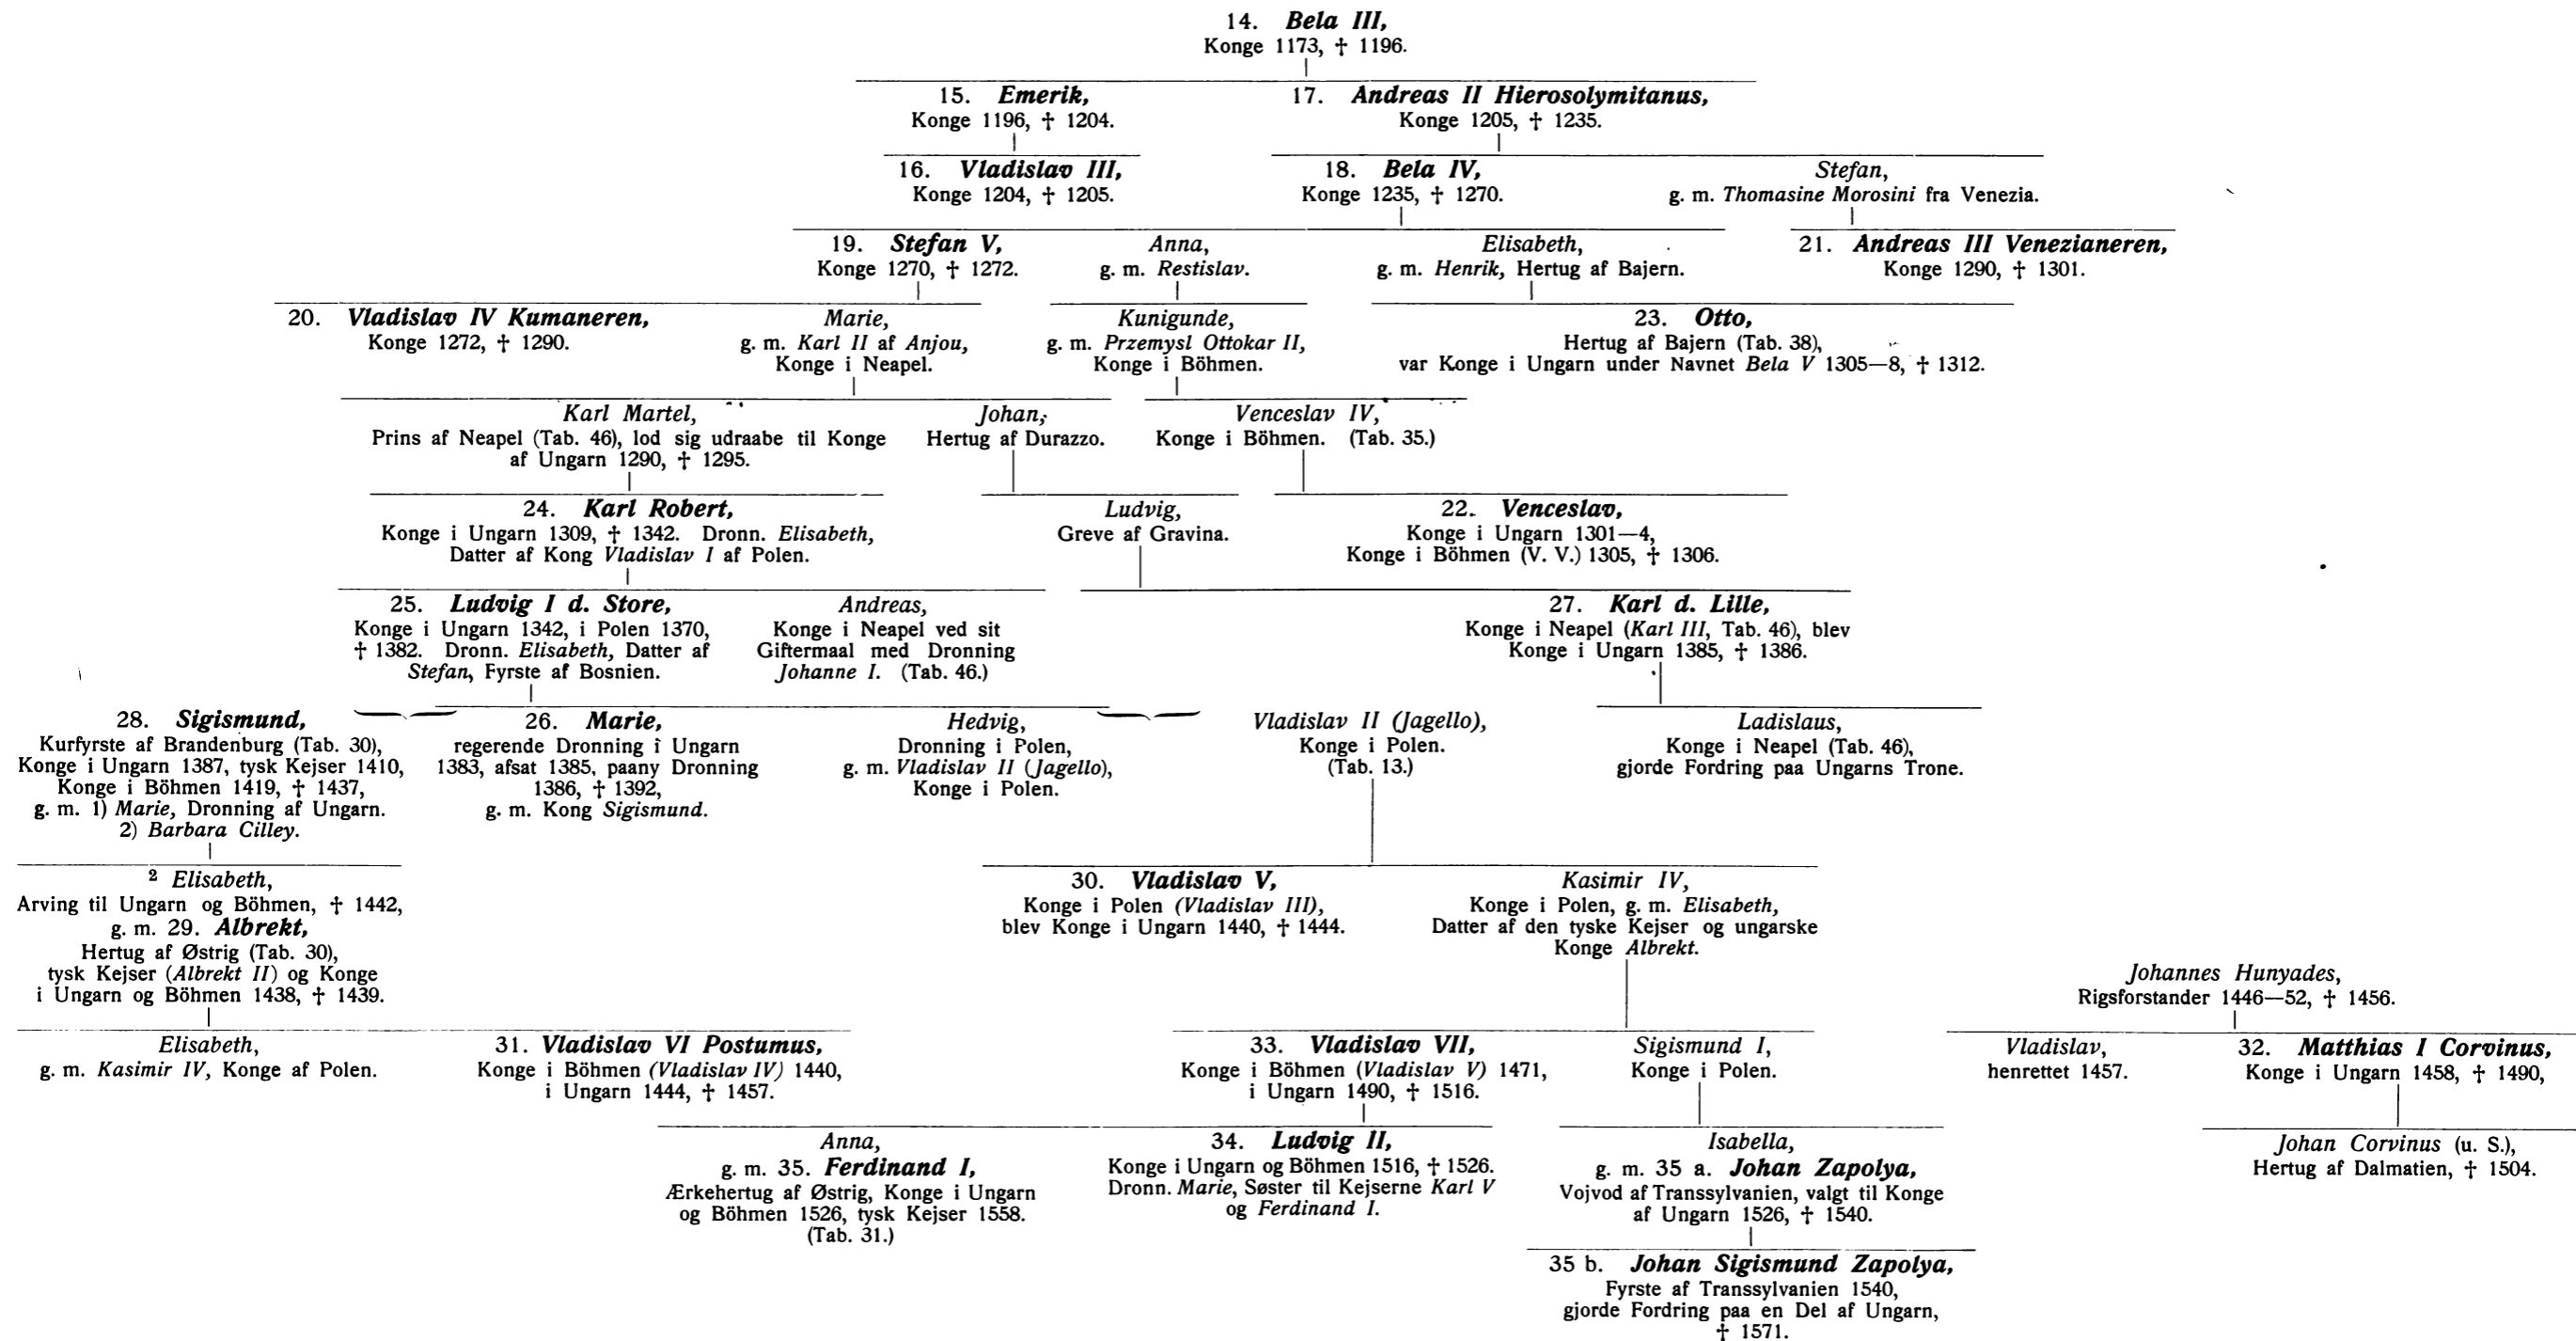 14. Bela III,
Konge 1173, † 1196.
15. Emerik,
Konge 1196, † 1204.
17. Andreas II Hierosolymitanus,
Konge 1205, † 1235.
16. Vladislav III,
Konge 1204, † 1205.
18. Bela IV,
Konge 1235, † 1270.
Stefan,
g. m. Thomasine Morosini fra Venezia.
19. Stefan V,
Konge 1270, † 1272.
Anna,
g. m. Restislav.
Elisabeth,
g. m. Henrik, Hertug af Bajern.
21. Andreas III Venezianeren,
Konge 1290, † 1301.
20. Vladislav IV Kumaneren,
Konge 1272, † 1290.
Marie,
g. m. Karl II af Anjou,
Konge i Neapel.
Kunigunde,
g. m. Przemysl Ottokar II,
Konge i Böhmen.
23. Otto,
Hertug af Bajern (Tab. 38),
var Konge i Ungarn under Navnet Bela V 1305—8, † 1312.
Karl Martel,
Prins af Neapel (Tab. 46), lod sig udraabe til Konge
af Ungarn 1290, † 1295.
Johan,
Hertug af Durazzo.
Venceslav IV,
Konge i Böhmen. (Tab. 35.)
24. Karl Robert,
Konge i Ungarn 1309, † 1342. Dronn. Elisabeth,
Datter af Kong Vladislav I af Polen.
Ludvig,
Greve af Gravina.
22. Venceslav,
Konge i Ungarn 1301—4,
Konge i Böhmen (V. V.) 1305, † 1306.
25. Ludvig I d. Store,
Konge i Ungarn 1342, i Polen 1370,
† 1382. Dronn. Elisabeth, Datter af
Stefan, Fyrste af Bosnien.
Andreas,
Konge i Neapel ved sit
Giftermaal med Dronning
Johanne I. (Tab. 46.)
27. Karl d. Lille,
Konge i Neapel (Karl III, Tab. 46), blev
Konge i Ungarn 1385, † 1386.
28. Sigismund,
Kurfyrste af Brandenburg (Tab. 30),
Konge i Ungarn 1387, tysk Kejser 1410,
Konge i Böhmen 1419, † 1437,
g. m. 1) Marie, Dronning af Ungarn.
2) Barbara Cilley.
26. Marie,
regerende Dronning i Ungarn
1383, afsat 1385, paany Dronning
1386, † 1392,
g. m. Kong Sigismund.
Hedvig,
Dronning i Polen,
g. m. Vladislav II (Jagello),
Konge i Polen.
Vladislav II (Jagello),
Konge i Polen.
(Tab. 13.)
Ladislaus,
Konge i Neapel (Tab. 46),
gjorde Fordring paa Ungarns Trone.
² Elisabeth,
Arving til Ungarn og Böhmen, † 1442,
g. m. 29. Albrekt,
Hertug af Østrig (Tab. 30),
tysk Kejser (Albrekt II) og Konge
i Ungarn og Böhmen 1438, † 1439.
30. Vladislav V,
Konge i Polen (Vladislav III),
blev Konge i Ungarn 1440, † 1444.
Kasimir IV,
Konge i Polen, g. m. Elisabeth,
Datter af den tyske Kejser og ungarske
Konge Albrekt.
Johannes Hunyades,
Rigsforstander 1446—52, † 1456.
Elisabeth,
g. m. Kasimir IV, Konge af Polen.
31. Vladislav VI Postumus,
Konge i Böhmen (Vladislav IV) 1440,
i Ungarn 1444, † 1457.
33. Vladislav VII,
Konge i Böhmen (Vladislav V) 1471,
i Ungarn 1490, † 1516.
Sigismund I,
Konge i Polen.
Vladislav,
henrettet 1457.
32. Matthias I Corvinus,
Konge i Ungarn 1458, † 1490,
Anna,
g. m. 35. Ferdinand I,
Ærkehertug af Østrig, Konge i Ungarn
og Böhmen 1526, tysk Kejser 1558.
(Tab. 31.)
34. Ludvig II,
Konge i Ungarn og Böhmen 1516, † 1526.
Dronn. Marie, Søster til Kejserne Karl V
og Ferdinand I.
Isabella,
g. m. 35 a. Johan Zapolya,
Vojvod af Transsylvanien, valgt til Konge
af Ungarn 1526, † 1540.
Johan Corvinus (u. S.),
Hertug af Dalmatien, † 1504.
35 b. Johan Sigismund Zapolya,
Fyrste af Transsylvanien 1540,
gjorde Fordring paa en Del af Ungarn,
† 1571.